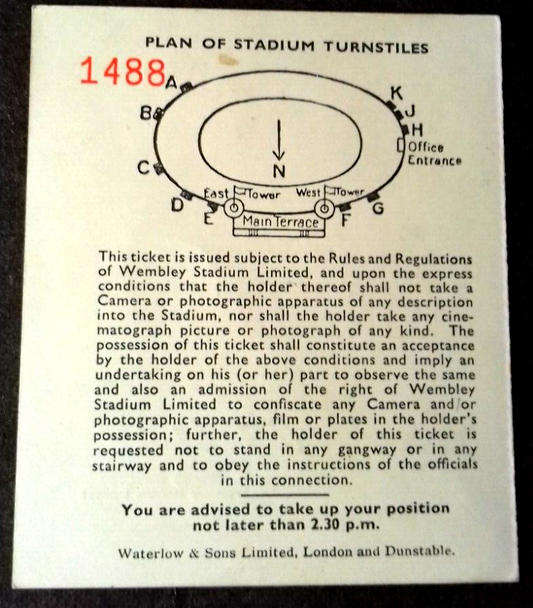 PLAN OF STADIUM TURNSTILES
1488
A
B
C
D
E
K
J
H
Office
Entrance
N
East Tower
West Tower
F
G
Main Terrace
This ticket is issued subject to the Rules and Regulations
of Wembley Stadium Limited, and upon the express
conditions that the holder thereof shall not take a
Camera or photographic apparatus of any description
into the Stadium, nor shall the holder take any cine-
matograph picture or photograph of any kind. The
possession of this ticket shall constitute an acceptance
by the holder of the above conditions and imply an
undertaking on his (or her) part to observe the same
and also an admission of the right of Wembley
Stadium Limited to confiscate any Camera and/or
photographic apparatus, film or plates in the holder's
possession; further, the holder of this ticket is
requested not to stand in any gangway or in any
stairway and to obey the instructions of the officials
in this connection.
You are advised to take up your position
not later than 2.30 p.m.
Waterlow & Sons Limited, London and Dunstable.